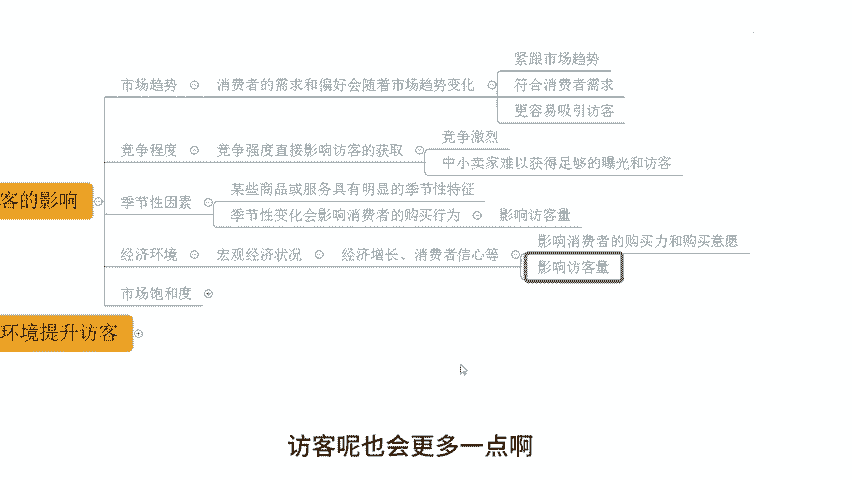 客的影响
市场趋势
消费者的需求和偏好会随着市场趋势变化
紧跟市场趋势
符合消费者需求
更容易吸引访客
竞争程度
竞争强度直接影响访客的获取
竞争激烈
中小卖家难以获得足够的曝光和访客
季节性因素
某些商品或服务具有明显的季节性特征
季节性变化会影响消费者的购买行为
影响访客量
经济环境
宏观经济状况
经济增长、消费者信心等
影响消费者的购买力和购买意愿
影响访客量
市场饱和度
环境提升访客
访客呢也会更多一点啊